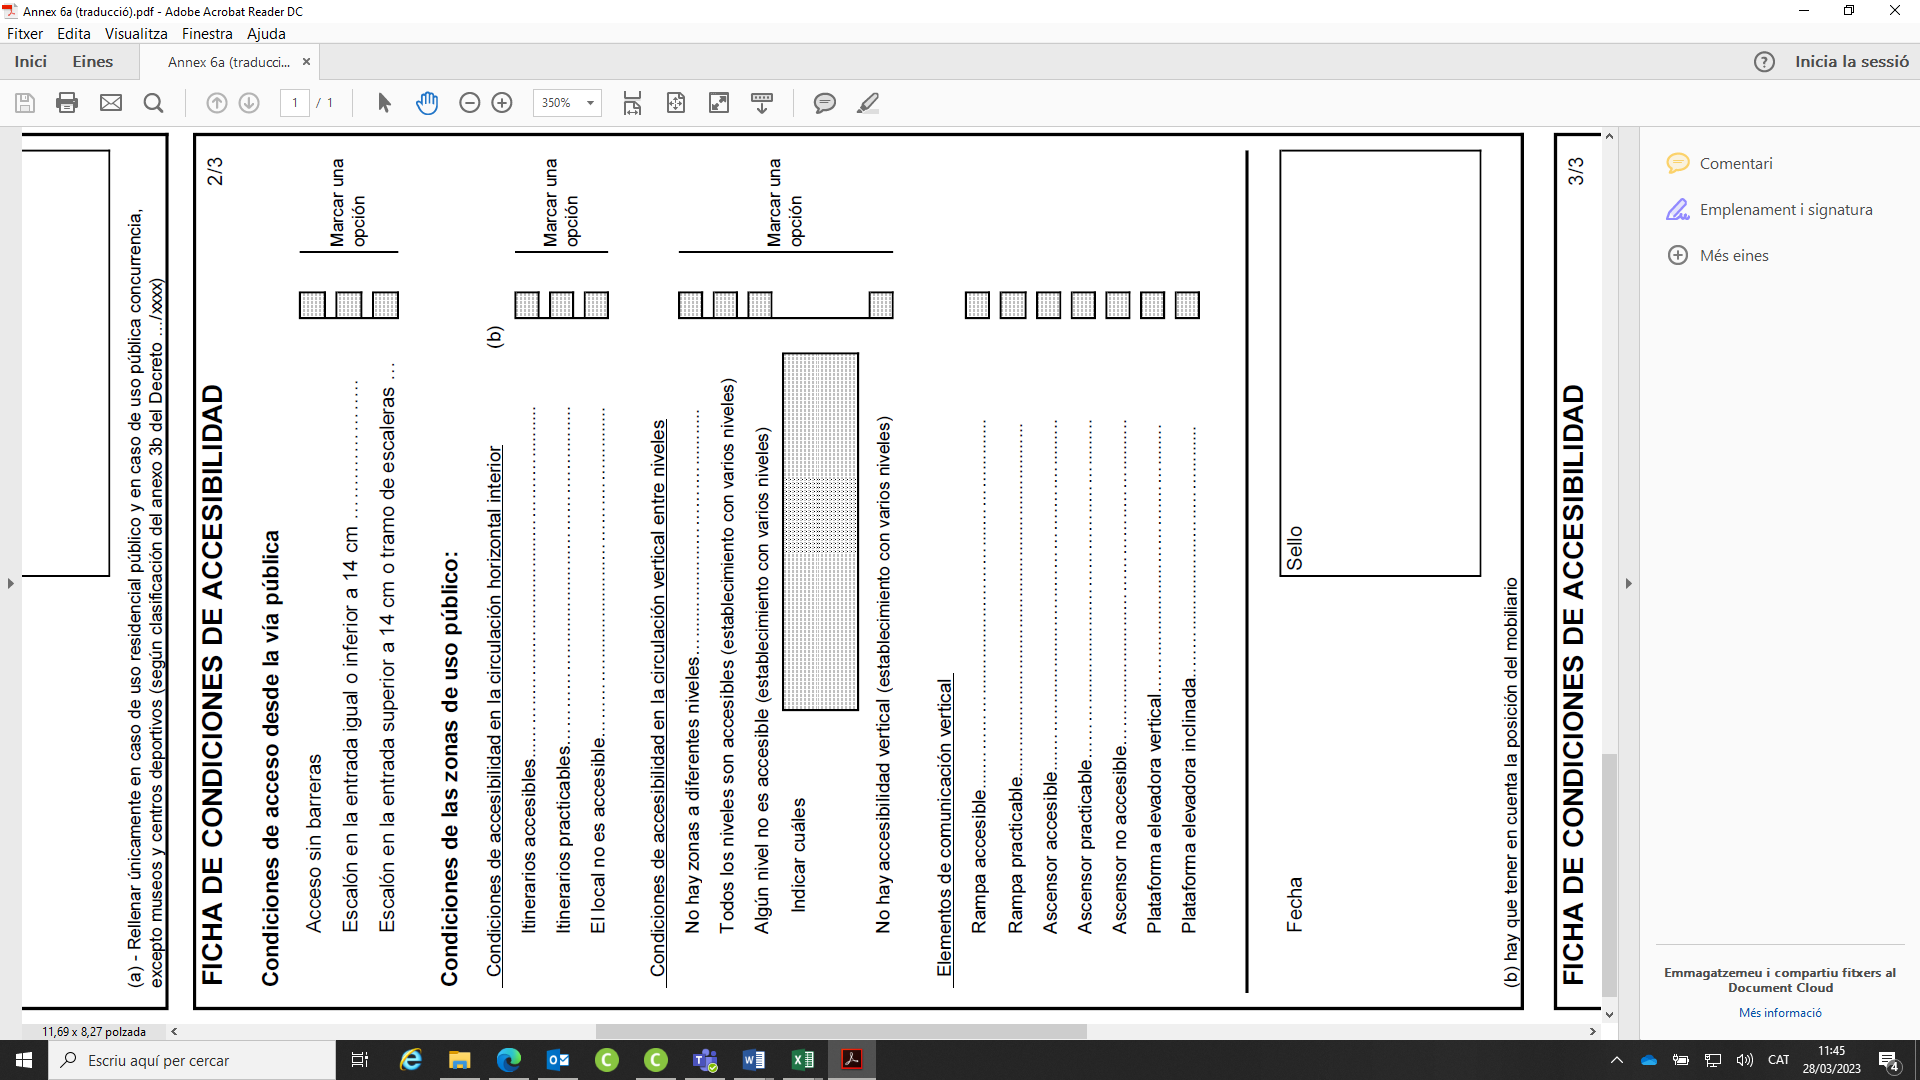 Annex 6a (traducció).pdf - Adobe Acrobat Reader DC
Fitxer Edita Visualitza Finestra Ajuda
Inici Eines Annex 6a (traducci... × Inicia la sessió
1 / 1 350%
(a) - Rellenar únicamente en caso de uso residencial público y en caso de uso pública concurrencia,
excepto museos y centros deportivos (según clasificación del anexo 3b del Decreto .../xxxx)
FICHA DE CONDICIONES DE ACCESIBILIDAD 2/3
Condiciones de acceso desde la vía pública
Acceso sin barreras
Escalón en la entrada igual o inferior a 14 cm ........................
Escalón en la entrada superior a 14 cm o tramo de escaleras ...
Marcar una
opción
Condiciones de las zonas de uso público:
Condiciones de accesibilidad en la circulación horizontal interior (b)
Itinerarios accesibles........................
Itinerarios practicables........................
El local no es accesible........................
Marcar una
opción
Condiciones de accesibilidad en la circulación vertical entre niveles
No hay zonas a diferentes niveles........................
Todos los niveles son accesibles (establecimiento con varios niveles)
Algún nivel no es accesible (establecimiento con varios niveles)
Indicar cuáles
No hay accesibilidad vertical (establecimiento con varios niveles)
Marcar una
opción
Elementos de comunicación vertical
Rampa accesible........................
Rampa practicable........................
Ascensor accesible........................
Ascensor practicable........................
Ascensor no accesible........................
Plataforma elevadora vertical........................
Plataforma elevadora inclinada........................
Fecha Sello
(b) hay que tener en cuenta la posición del mobiliario
FICHA DE CONDICIONES DE ACCESIBILIDAD 3/3
Comentari
Emplenament i signatura
Més eines
Emmagatzemeu i compartiu fitxers al
Document Cloud
Més informació
11,69 x 8,27 polzada
Escriu aquí per cercar
CAT
11:45
28/03/2023
4